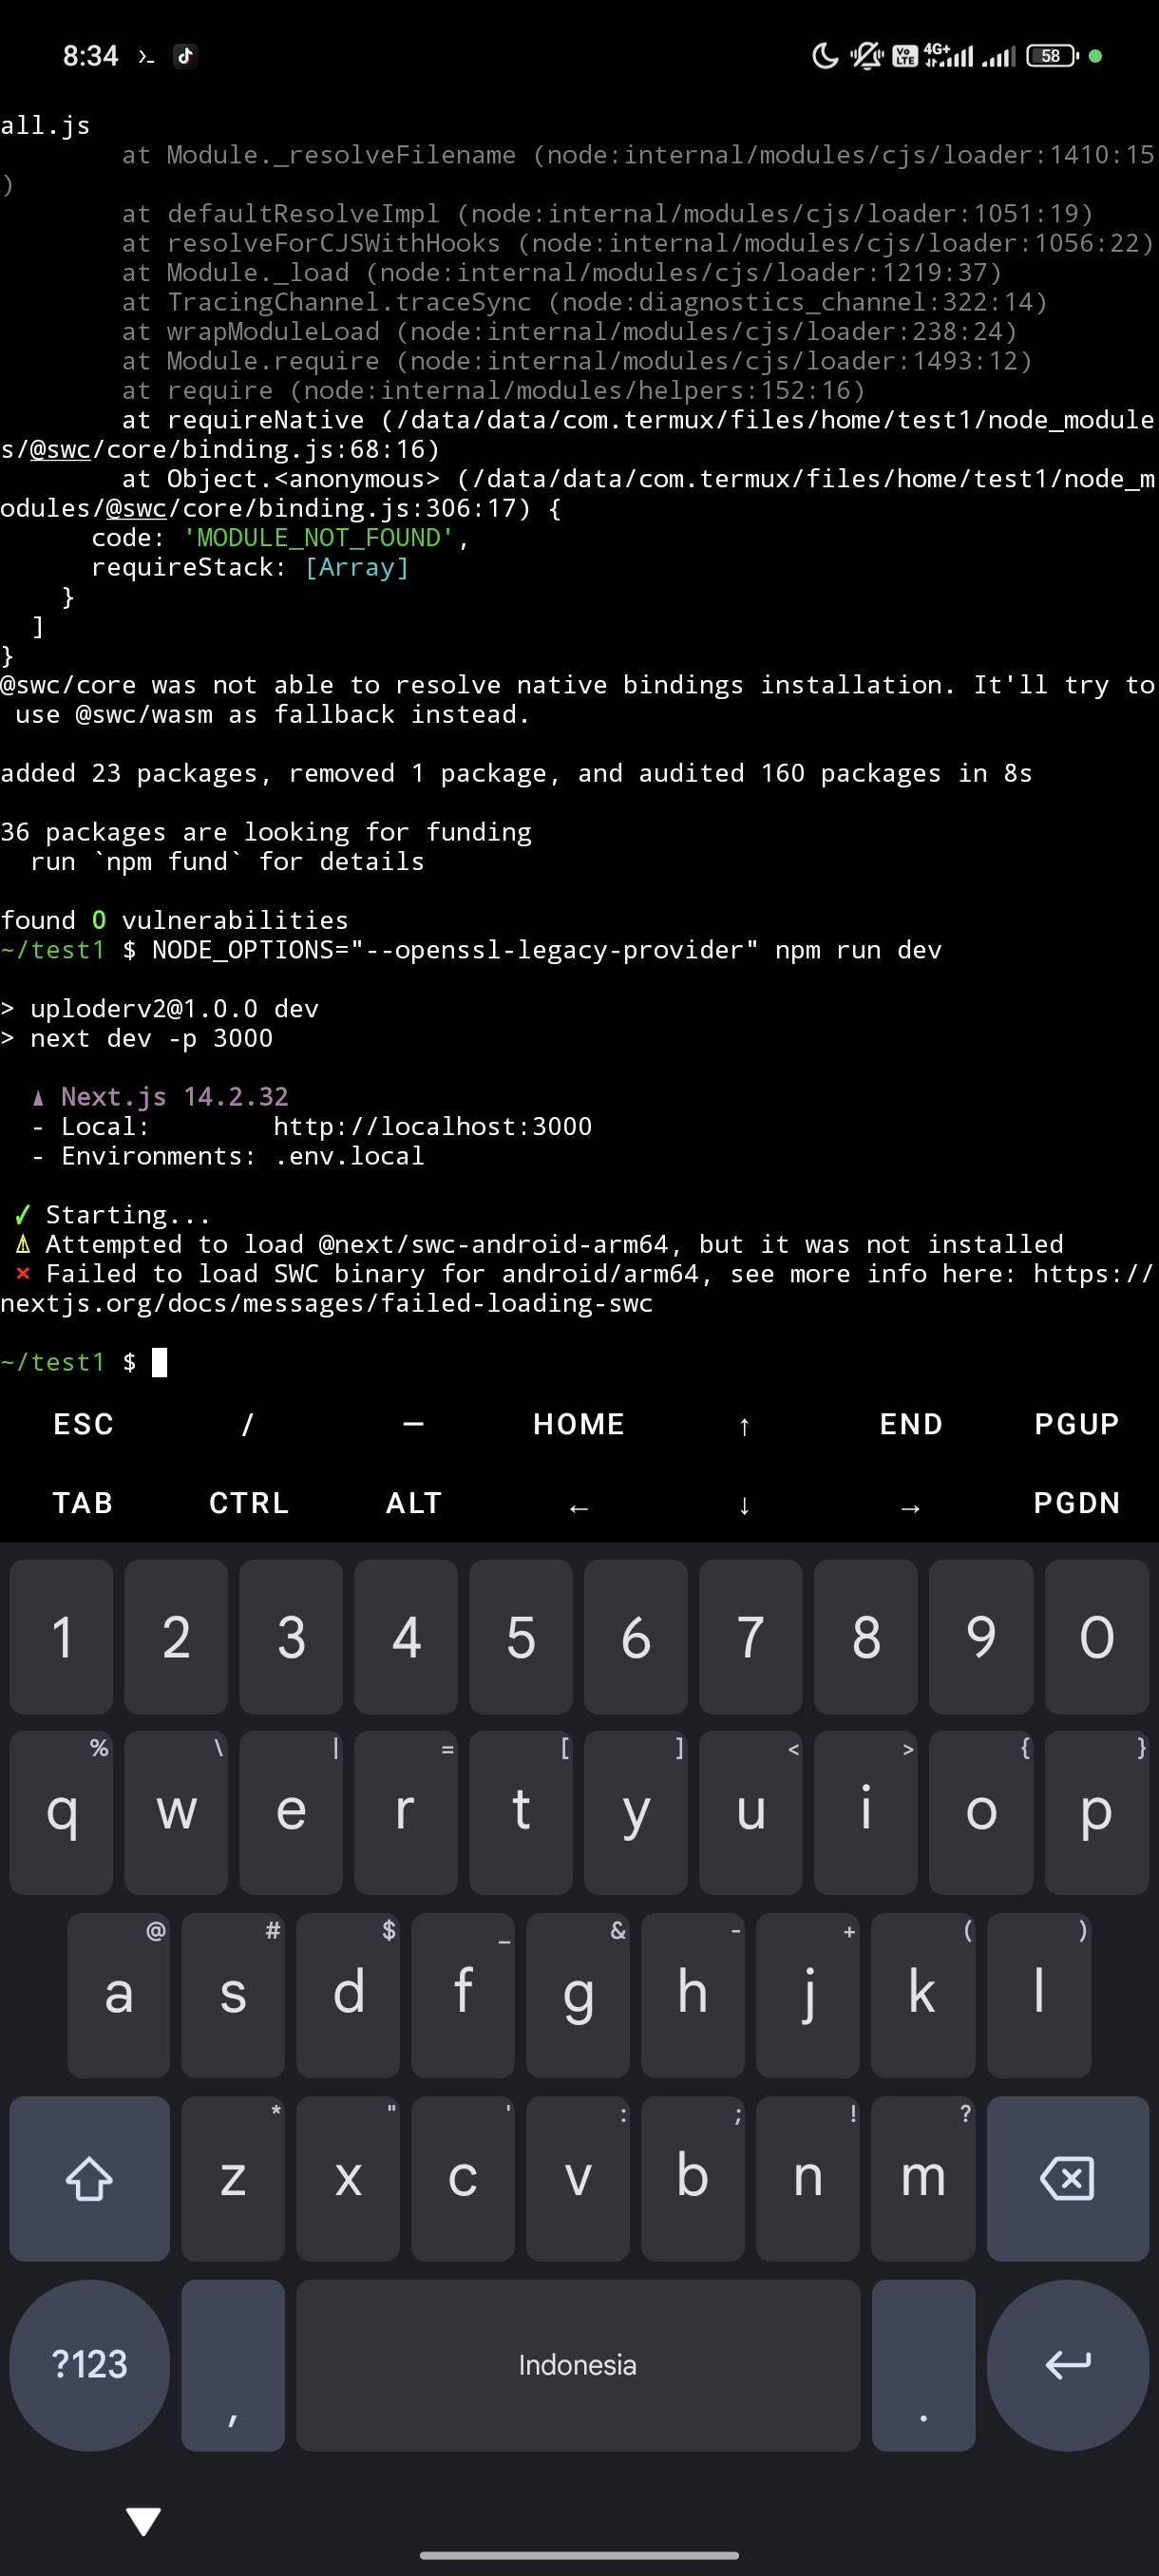 8:34
Vo LTE 4G+ 58
all.js
        at Module._resolveFilename (node:internal/modules/cjs/loader:1410:15
)
        at defaultResolveImpl (node:internal/modules/cjs/loader:1051:19)
        at resolveForCJSWithHooks (node:internal/modules/cjs/loader:1056:22)
        at Module._load (node:internal/modules/cjs/loader:1219:37)
        at TracingChannel.traceSync (node:diagnostics_channel:322:14)
        at wrapModuleLoad (node:internal/modules/cjs/loader:238:24)
        at Module.require (node:internal/modules/cjs/loader:1493:12)
        at require (node:internal/modules/helpers:152:16)
        at requireNative (/data/data/com.termux/files/home/test1/node_module
s/@swc/core/binding.js:68:16)
        at Object.<anonymous> (/data/data/com.termux/files/home/test1/node_m
odules/@swc/core/binding.js:306:17) {
      code: 'MODULE_NOT_FOUND',
      requireStack: [Array]
    }
  ]
}
@swc/core was not able to resolve native bindings installation. It'll try to
 use @swc/wasm as fallback instead.
added 23 packages, removed 1 package, and audited 160 packages in 8s
36 packages are looking for funding
  run `npm fund` for details
found 0 vulnerabilities
~/test1 $ NODE_OPTIONS="--openssl-legacy-provider" npm run dev
> uploderv2@1.0.0 dev
> next dev -p 3000
  ▲ Next.js 14.2.32
  - Local:        http://localhost:3000
  - Environments: .env.local
 ✓ Starting...
 ⚠ Attempted to load @next/swc-android-arm64, but it was not installed
 ⨯ Failed to load SWC binary for android/arm64, see more info here: https://
nextjs.org/docs/messages/failed-loading-swc
~/test1 $
ESC / — HOME ↑ END PGUP
TAB CTRL ALT ← ↓ → PGDN
1 2 3 4 5 6 7 8 9 0
% \ | = [ ] < > { }
q w e r t y u i o p
@ # $ _ & - + ( )
a s d f g h j k l
* " ' : ; ! ?
z x c v b n m
?123 , Indonesia .